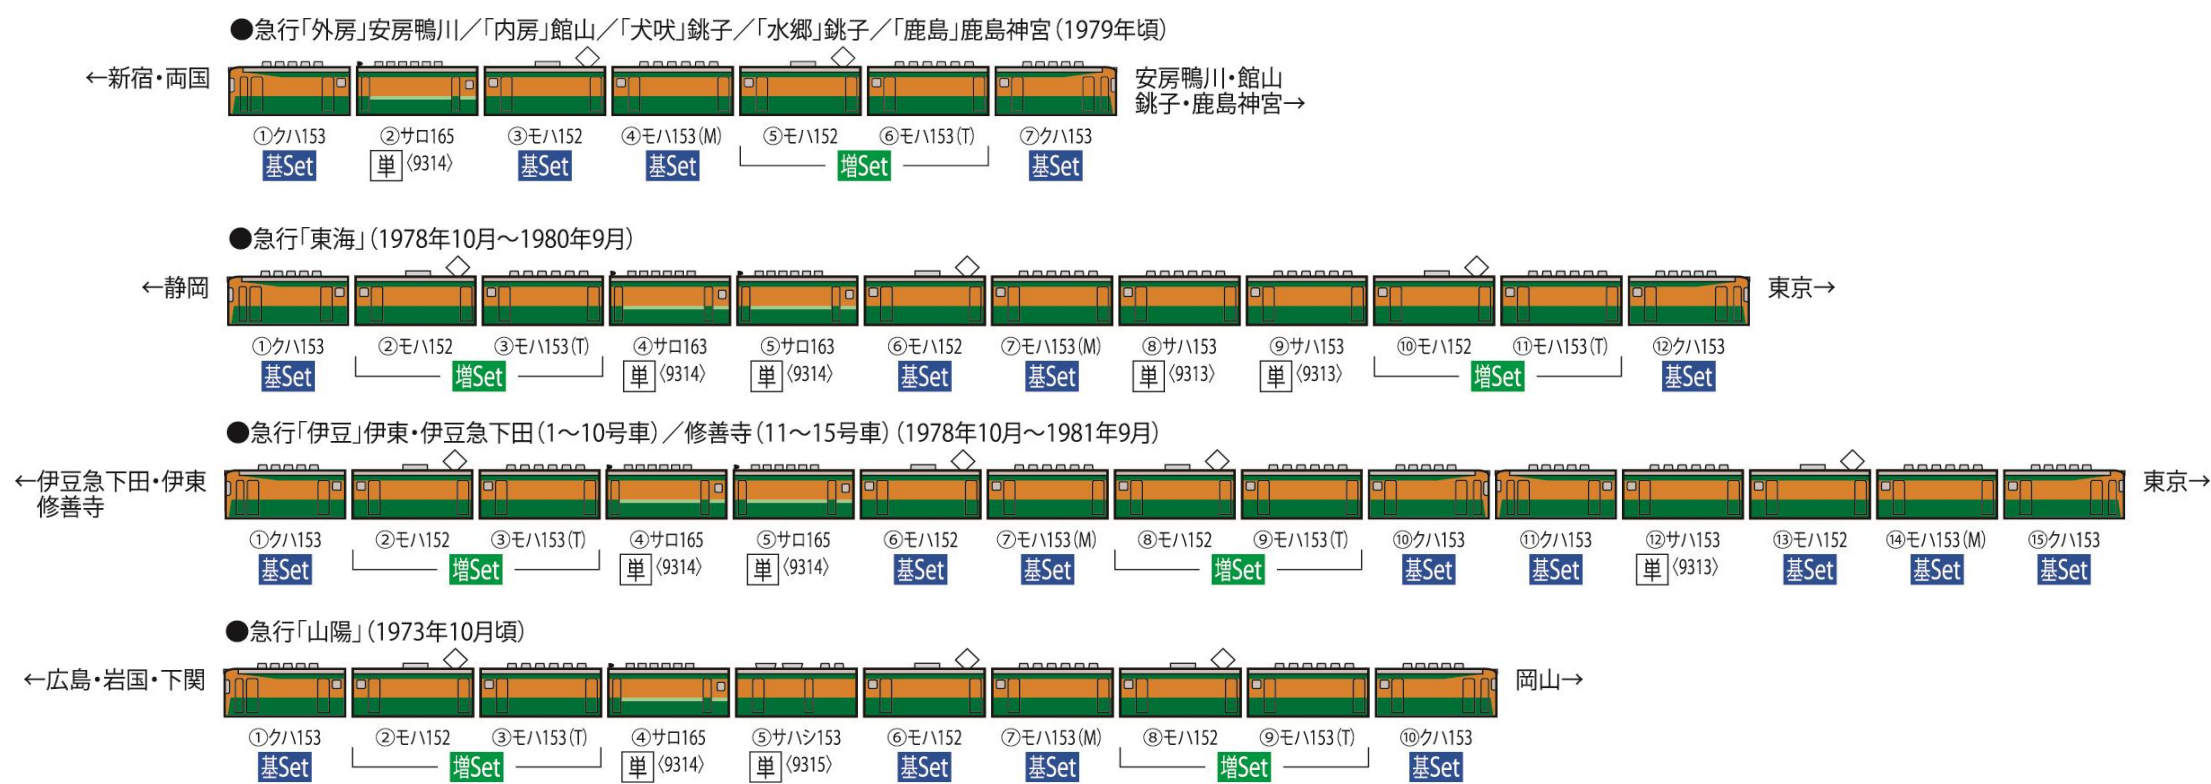 ●急行「外房」安房鴨川／「内房」館山／「犬吠」銚子／「水郷」銚子／「鹿島」鹿島神宮（1979年頃）
←新宿・両国
安房鴨川・館山
銚子・鹿島神宮→
①クハ153 ②サロ165 ③モハ152 ④モハ153（M） ⑤モハ152 ⑥モハ153（T） ⑦クハ153
基Set 単〈9314〉 基Set 基Set 増Set 基Set
●急行「東海」（1978年10月～1980年9月）
←静岡
東京→
①クハ153 ②モハ152 ③モハ153（T） ④サロ163 ⑤サロ163 ⑥モハ152 ⑦モハ153（M） ⑧サハ153 ⑨サハ153 ⑩モハ152 ⑪モハ153（T） ⑫クハ153
基Set 増Set 単〈9314〉 単〈9314〉 基Set 基Set 単〈9313〉 単〈9313〉 増Set 基Set
●急行「伊豆」伊東・伊豆急下田（1～10号車）／修善寺（11～15号車）（1978年10月～1981年9月）
←伊豆急下田・伊東
修善寺
東京→
①クハ153 ②モハ152 ③モハ153（T） ④サロ165 ⑤サロ165 ⑥モハ152 ⑦モハ153（M） ⑧モハ152 ⑨モハ153（T） ⑩クハ153 ⑪クハ153 ⑫サハ153 ⑬モハ152 ⑭モハ153（M） ⑮クハ153
基Set 増Set 単〈9314〉 単〈9314〉 基Set 基Set 増Set 基Set 基Set 単〈9313〉 基Set 基Set 基Set
●急行「山陽」（1973年10月頃）
←広島・岩国・下関
岡山→
①クハ153 ②モハ152 ③モハ153（T） ④サロ165 ⑤サハシ153 ⑥モハ152 ⑦モハ153（M） ⑧モハ152 ⑨モハ153（T） ⑩クハ153
基Set 増Set 単〈9314〉 単〈9315〉 基Set 基Set 増Set 基Set